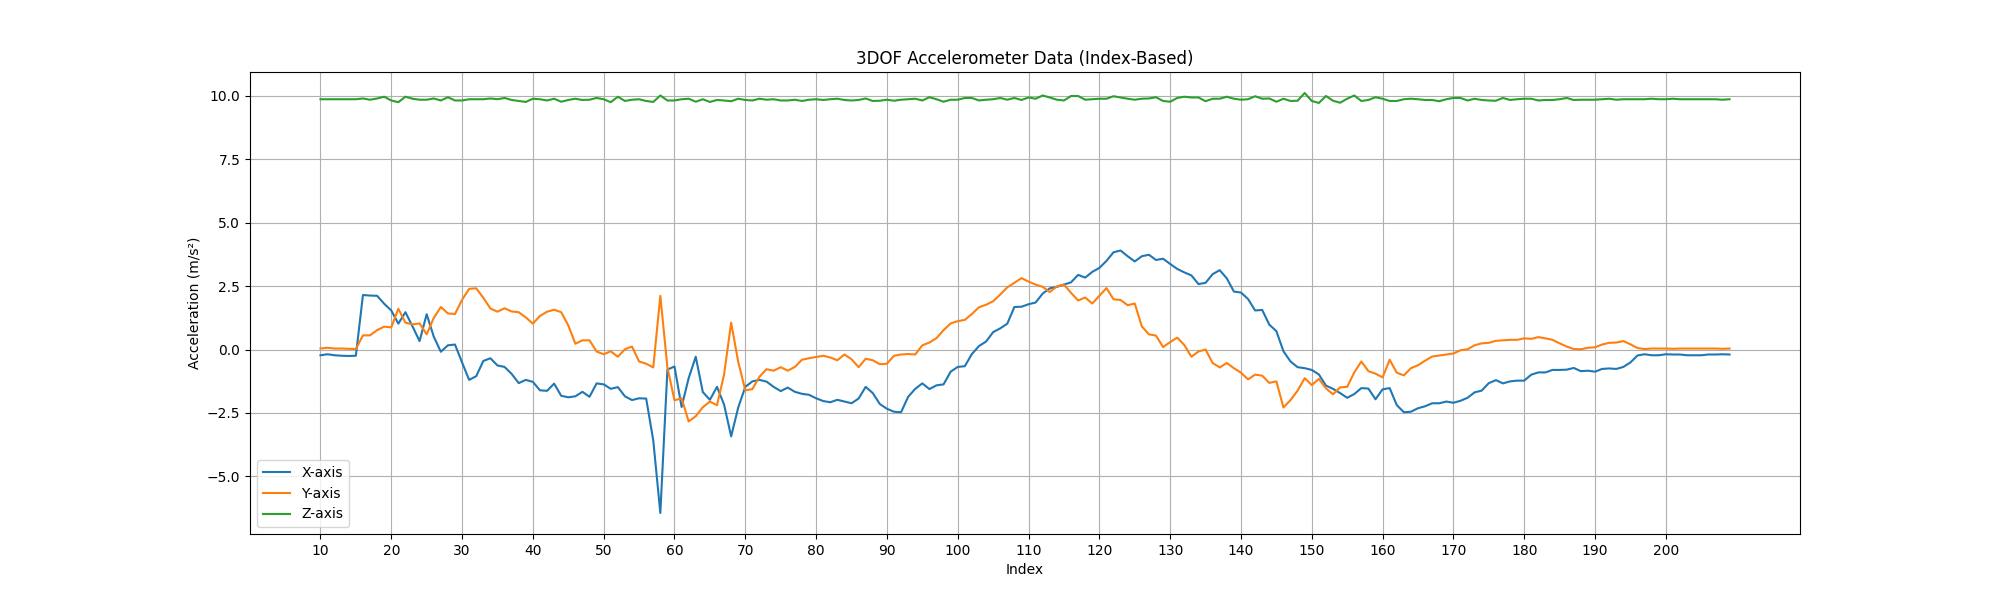 3DOF Accelerometer Data (Index-Based)
10.0
7.5
5.0
2.5
0.0
−2.5
−5.0
Acceleration (m/s²)
X-axis
Y-axis
Z-axis
10 20 30 40 50 60 70 80 90 100 110 120 130 140 150 160 170 180 190 200
Index